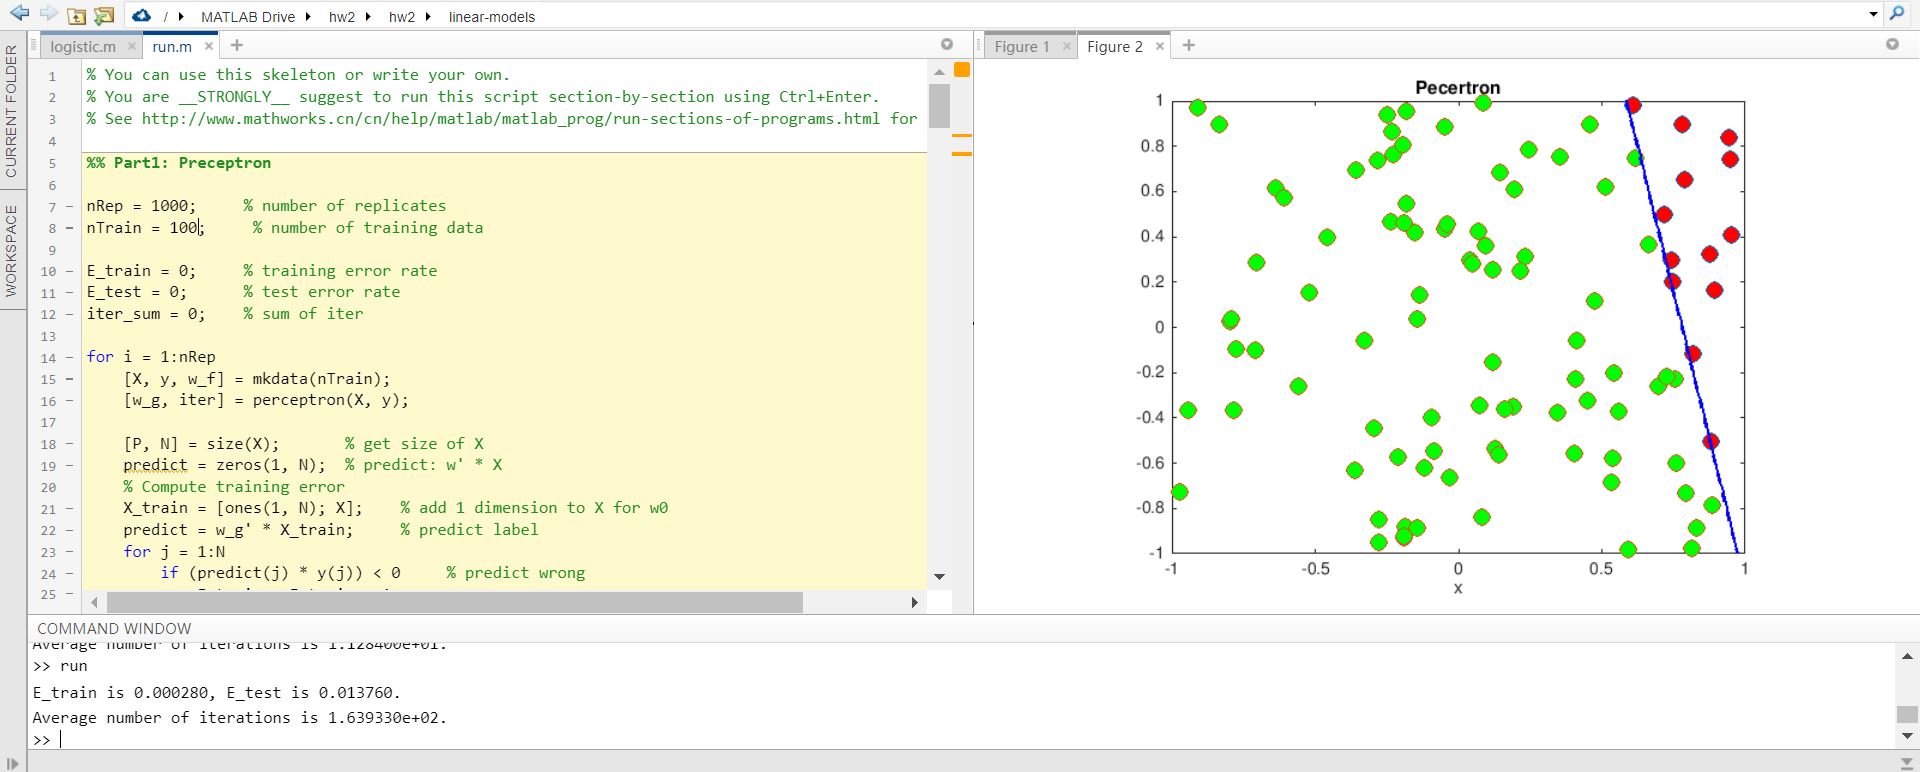 / MATLAB Drive hw2 hw2 linear-models
CURRENT FOLDER
WORKSPACE
logistic.m × run.m × +
1 % You can use this skeleton or write your own.
2 % You are __STRONGLY__ suggest to run this script section-by-section using Ctrl+Enter.
3 % See http://www.mathworks.cn/cn/help/matlab/matlab_prog/run-sections-of-programs.html for
4
5 %% Part1: Preceptron
6
7 – nRep = 1000; % number of replicates
8 – nTrain = 100; % number of training data
9
10 – E_train = 0; % training error rate
11 – E_test = 0; % test error rate
12 – iter_sum = 0; % sum of iter
13
14 – for i = 1:nRep
15 – [X, y, w_f] = mkdata(nTrain);
16 – [w_g, iter] = perceptron(X, y);
17
18 – [P, N] = size(X); % get size of X
19 – predict = zeros(1, N); % predict: w' * X
20 % Compute training error
21 – X_train = [ones(1, N); X]; % add 1 dimension to X for w0
22 – predict = w_g' * X_train; % predict label
23 – for j = 1:N
24 – if (predict(j) * y(j)) < 0 % predict wrong
25 –
Figure 1 × Figure 2 × +
Pecertron
1
0.8
0.6
0.4
0.2
0
-0.2
-0.4
-0.6
-0.8
-1
-1 -0.5 0 0.5 1
x
COMMAND WINDOW
Average number of iterations is 1.128400e+01.
>> run
E_train is 0.000280, E_test is 0.013760.
Average number of iterations is 1.639330e+02.
>>